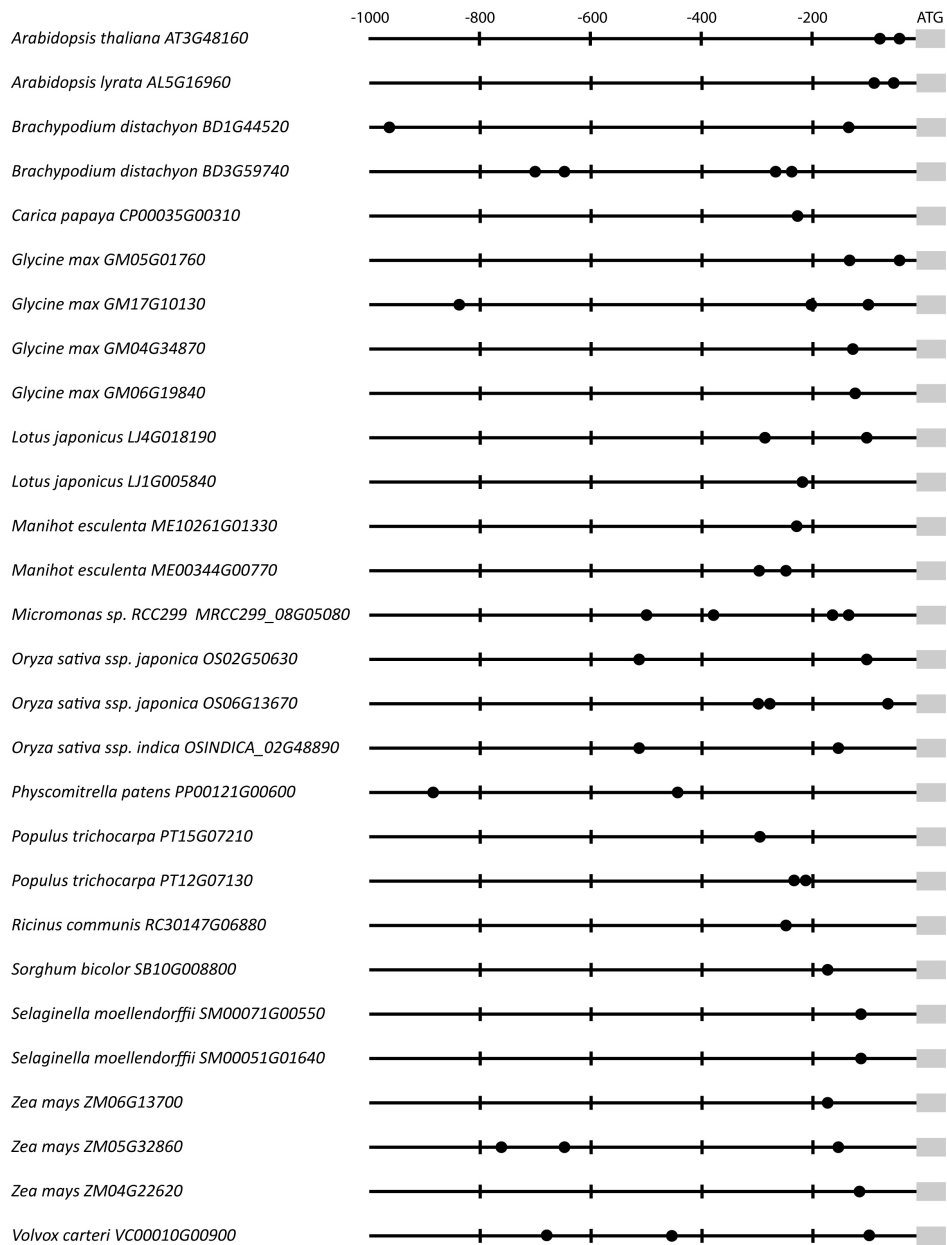 -1000 -800 -600 -400 -200 ATG
Arabidopsis thaliana AT3G48160
Arabidopsis lyrata AL5G16960
Brachypodium distachyon BD1G44520
Brachypodium distachyon BD3G59740
Carica papaya CP00035G00310
Glycine max GM05G01760
Glycine max GM17G10130
Glycine max GM04G34870
Glycine max GM06G19840
Lotus japonicus LJ4G018190
Lotus japonicus LJ1G005840
Manihot esculenta ME10261G01330
Manihot esculenta ME00344G00770
Micromonas sp. RCC299 MRCC299_08G05080
Oryza sativa ssp. japonica OS02G50630
Oryza sativa ssp. japonica OS06G13670
Oryza sativa ssp. indica OSINDICA_02G48890
Physcomitrella patens PP00121G00600
Populus trichocarpa PT15G07210
Populus trichocarpa PT12G07130
Ricinus communis RC30147G06880
Sorghum bicolor SB10G008800
Selaginella moellendorffii SM00071G00550
Selaginella moellendorffii SM00051G01640
Zea mays ZM06G13700
Zea mays ZM05G32860
Zea mays ZM04G22620
Volvox carteri VC00010G00900